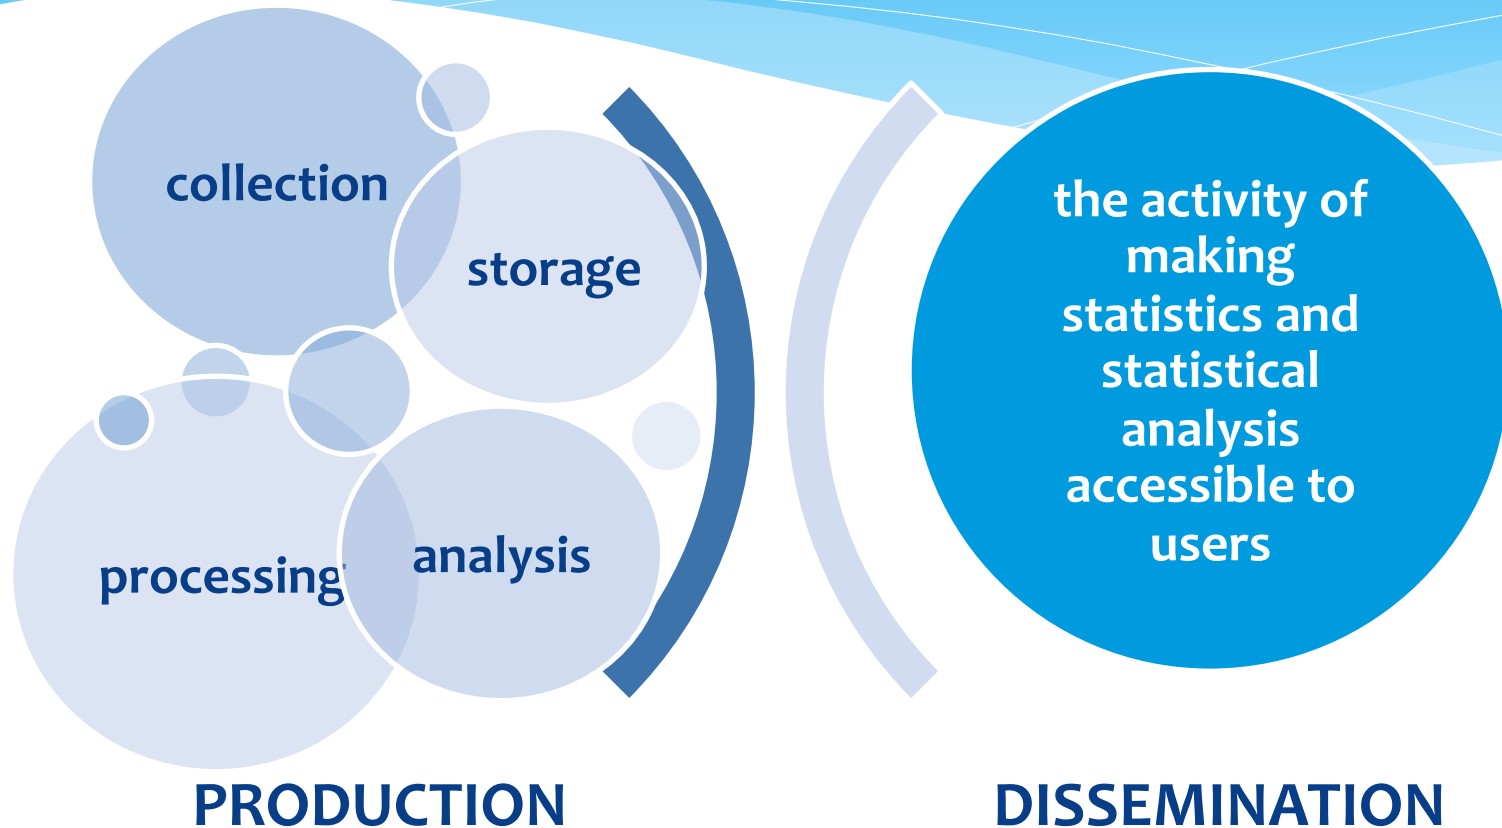 collection
storage
processing
analysis
PRODUCTION
the activity of
making
statistics and
statistical
analysis
accessible to
users
DISSEMINATION